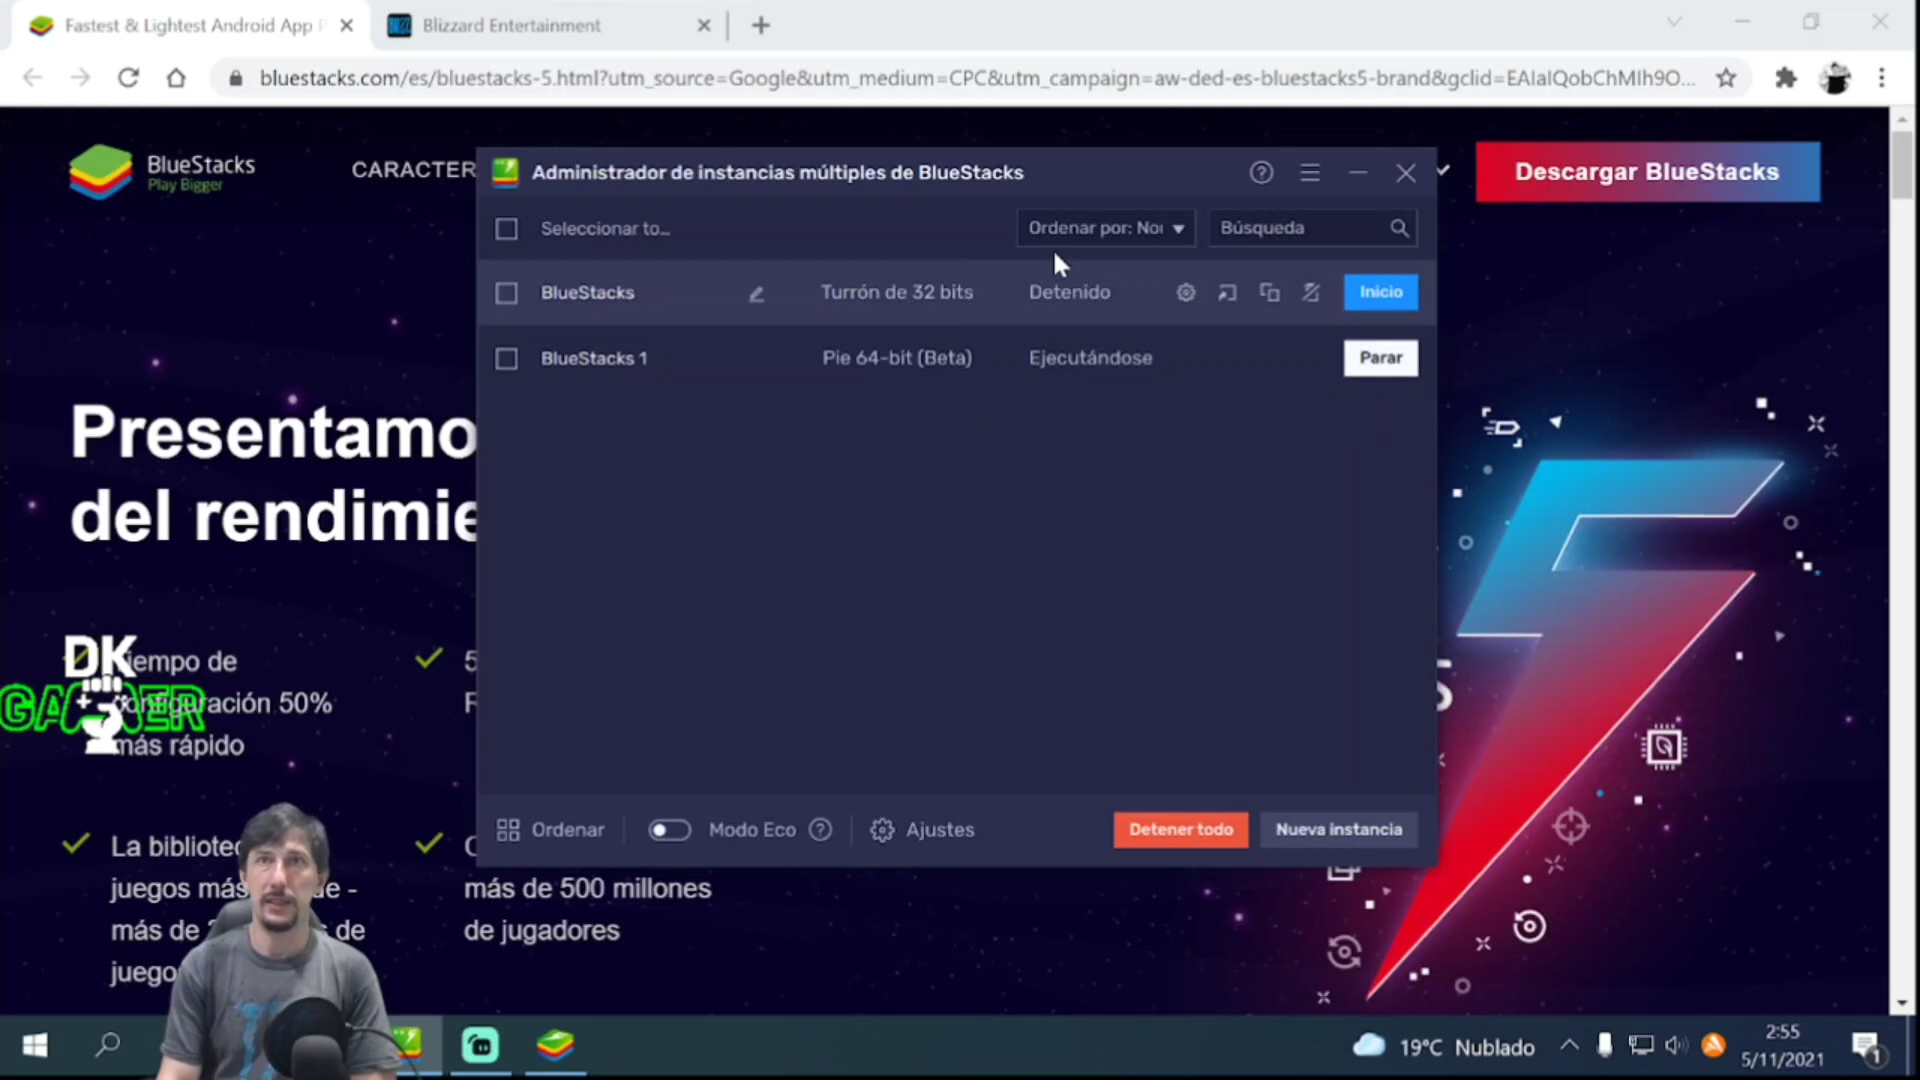 Fastest & Lightest Android App P
Blizzard Entertainment
bluestacks.com/es/bluestacks-5.html?utm_source=Google&utm_medium=CPC&utm_campaign=aw-ded-es-bluestacks5-brand&gclid=EAIaIQobChMIh9O...
BlueStacks
Play Bigger
CARACTER
Descargar BlueStacks
Administrador de instancias múltiples de BlueStacks
Seleccionar to...
Ordenar por: No
Búsqueda
BlueStacks
Turrón de 32 bits
Detenido
Inicio
BlueStacks 1
Pie 64-bit (Beta)
Ejecutándose
Parar
Presentamo
del rendimie
DK
GAMER
iempo de
configuración 50%
más rápido
5
La bibliote
juegos más
más de
de
juego
más de 500 millones
de jugadores
Ordenar
Modo Eco
Ajustes
Detener todo
Nueva instancia
19°C Nublado
2:55
5/11/2021
1